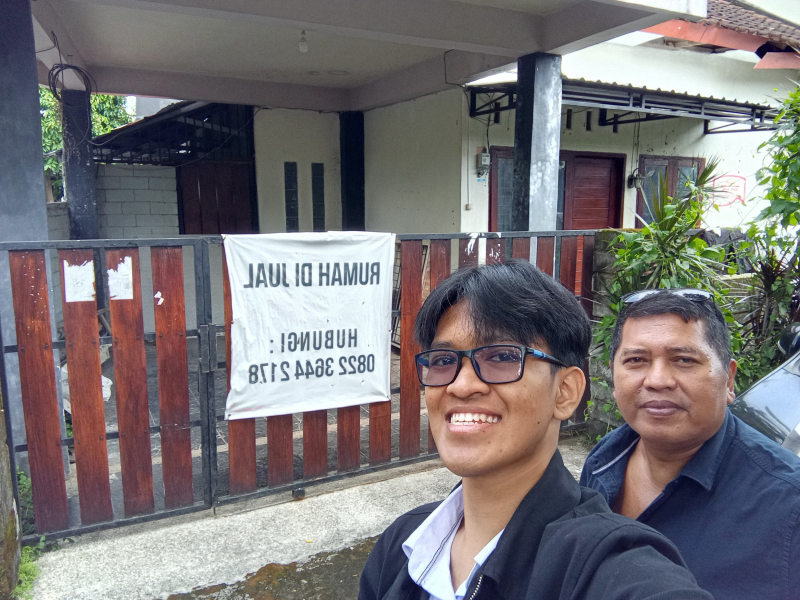 RUMAH DI JUAL
HUBUNGI :
0822 3644 2178